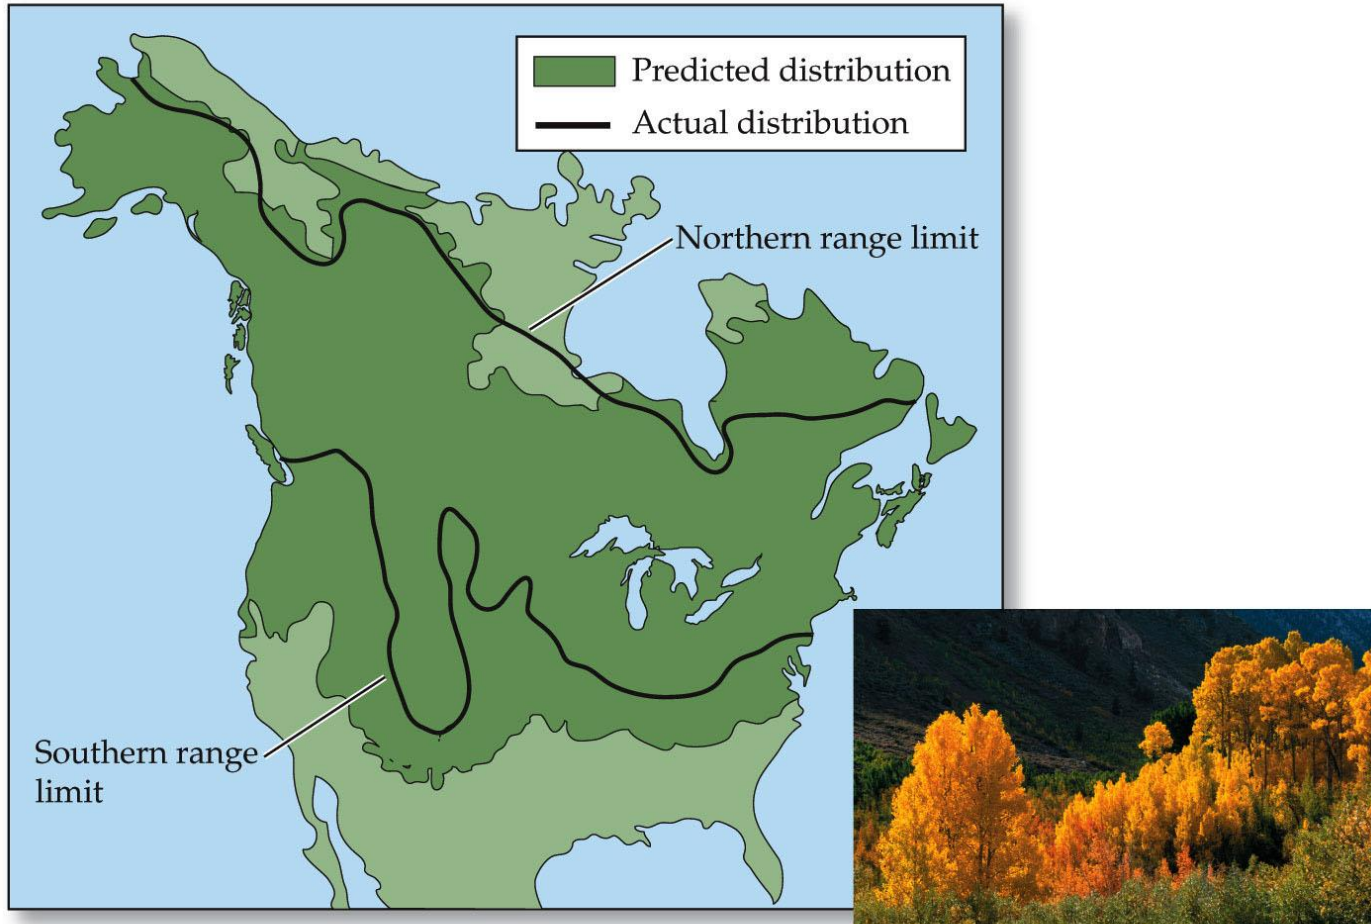 Predicted distribution
Actual distribution
Northern range limit
Southern range
limit